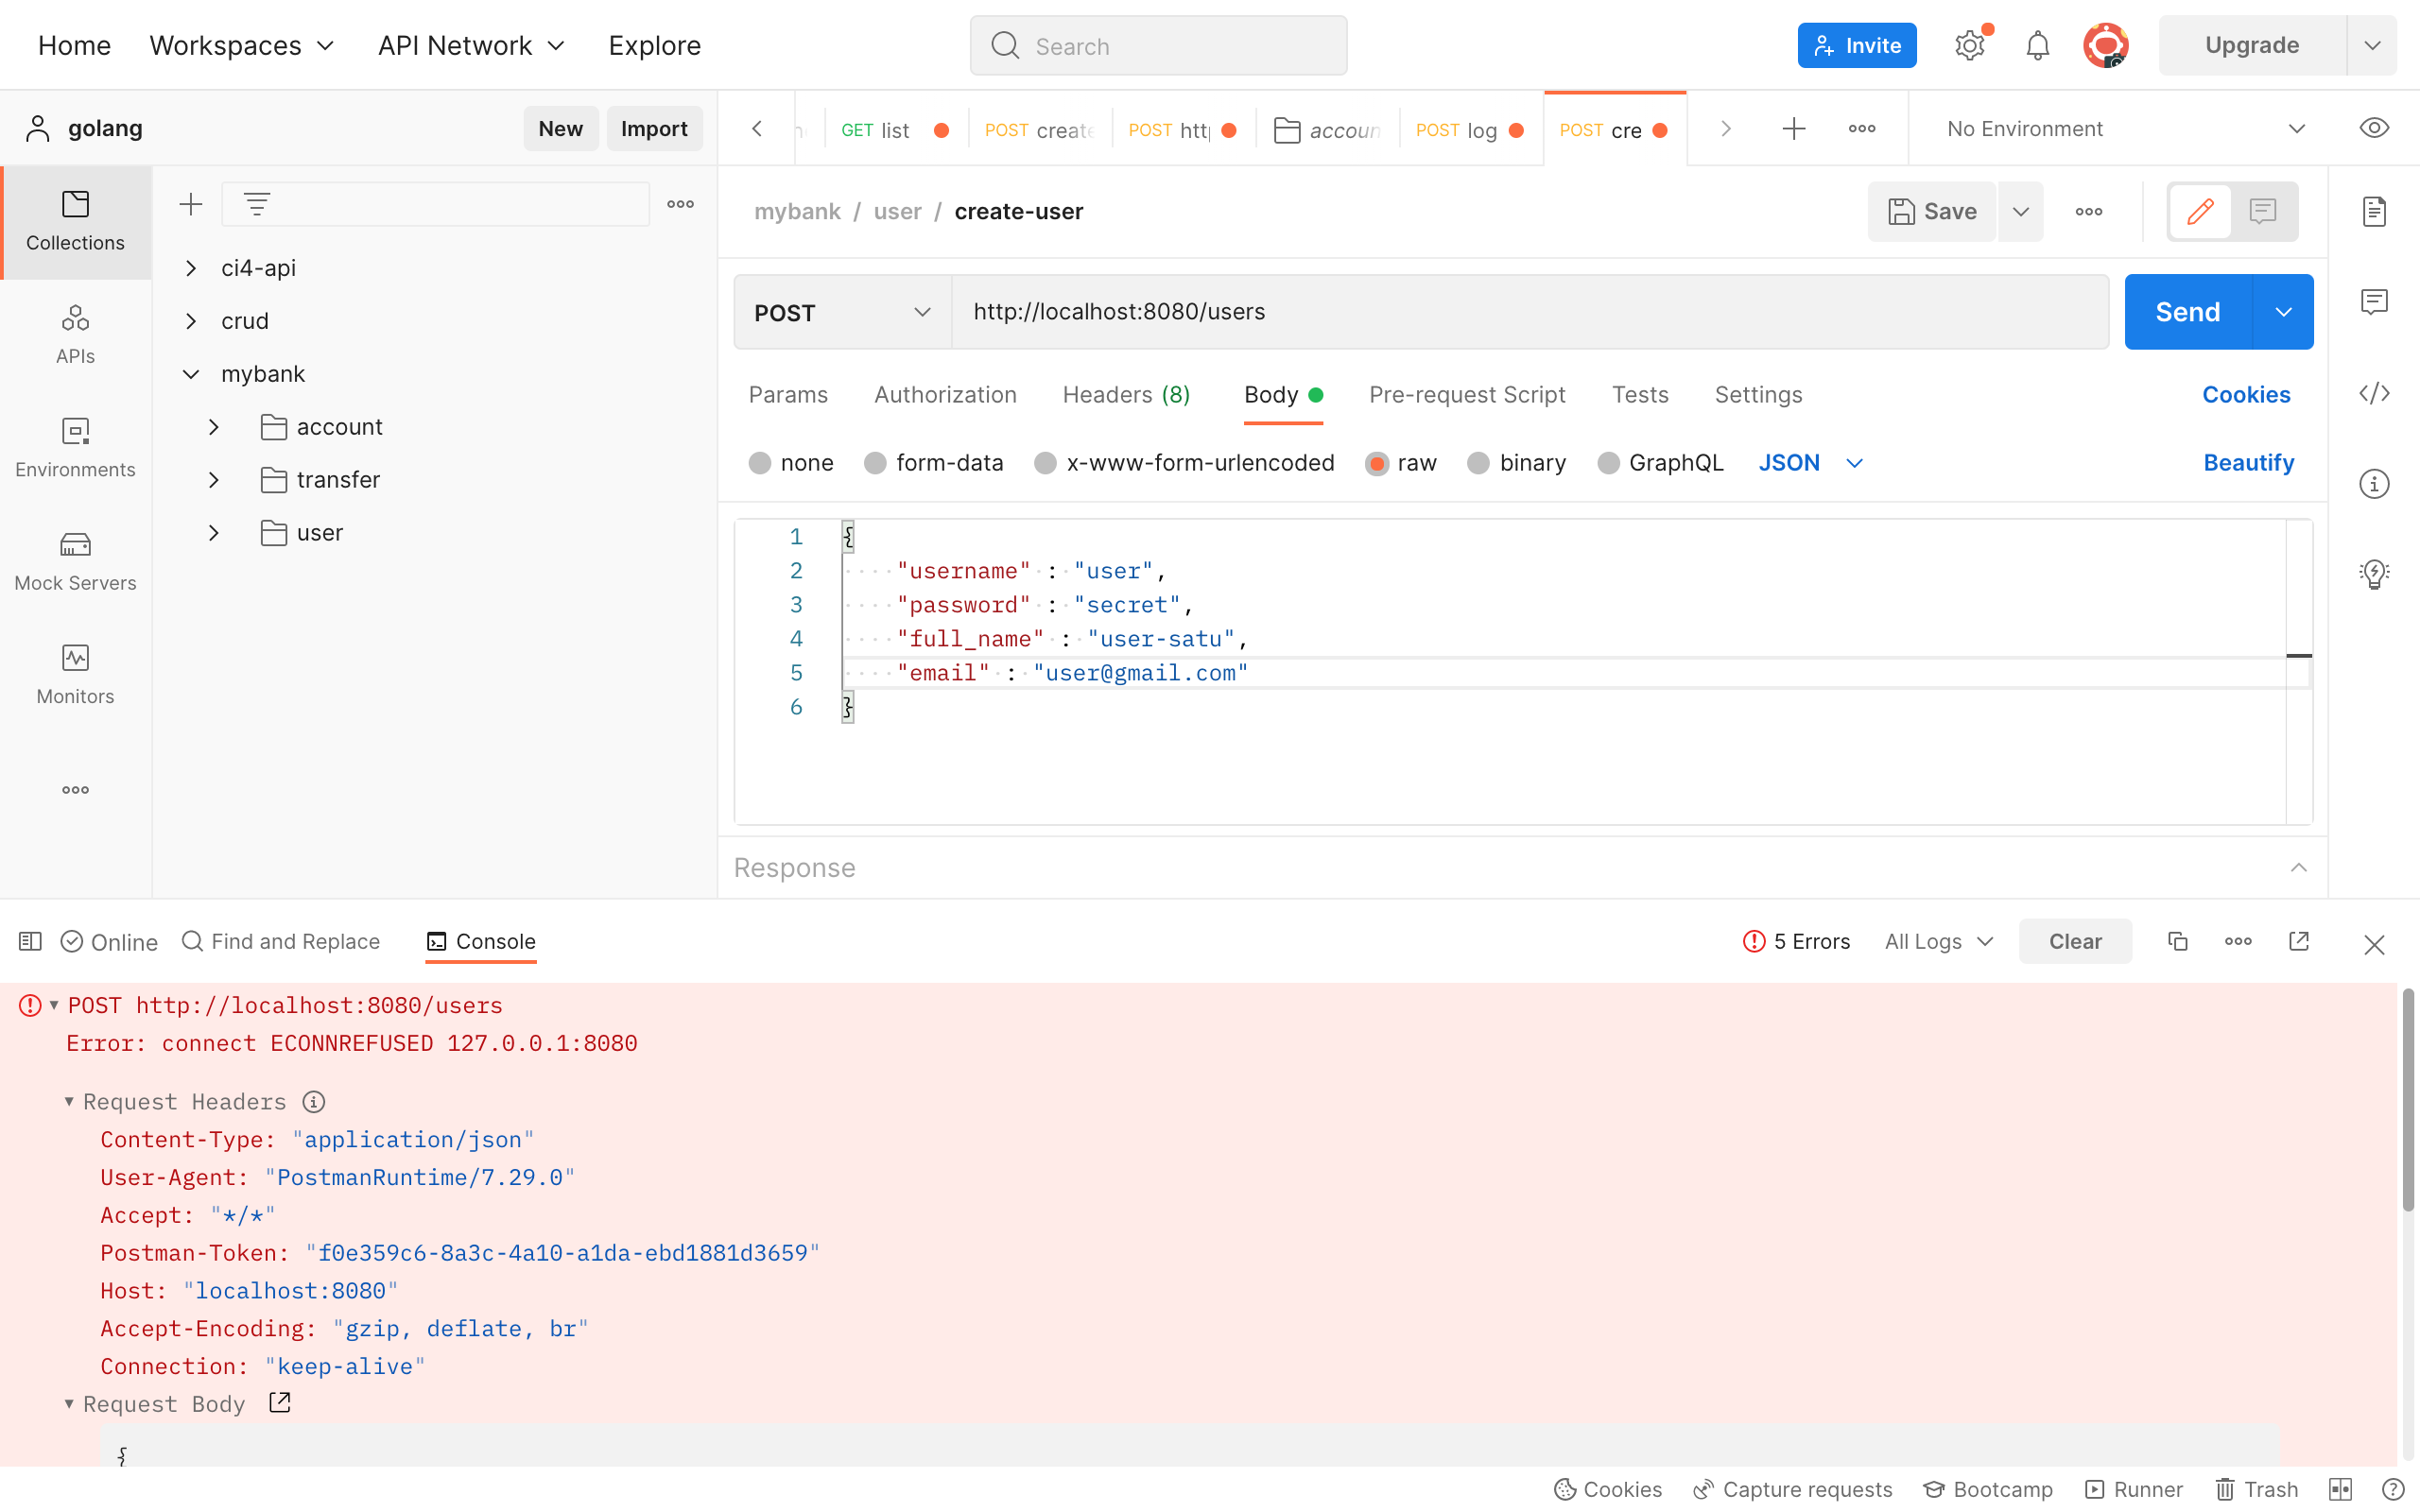 Home Workspaces API Network Explore Search Invite Upgrade
golang New Import GET list POST create POST http accoun POST log POST cre No Environment
Collections
APIs
Environments
Mock Servers
Monitors
ci4-api
crud
mybank
account
transfer
user
mybank / user / create-user Save
POST http://localhost:8080/users Send
Params Authorization Headers (8) Body Pre-request Script Tests Settings Cookies
none form-data x-www-form-urlencoded raw binary GraphQL JSON Beautify
1 {
2 "username" : "user",
3 "password" : "secret",
4 "full_name" : "user-satu",
5 "email" : "user@gmail.com"
6 }
Response
Online Find and Replace Console 5 Errors All Logs Clear
POST http://localhost:8080/users
Error: connect ECONNREFUSED 127.0.0.1:8080
Request Headers
Content-Type: "application/json"
User-Agent: "PostmanRuntime/7.29.0"
Accept: "*/*"
Postman-Token: "f0e359c6-8a3c-4a10-a1da-ebd1881d3659"
Host: "localhost:8080"
Accept-Encoding: "gzip, deflate, br"
Connection: "keep-alive"
Request Body
{
Cookies Capture requests Bootcamp Runner Trash